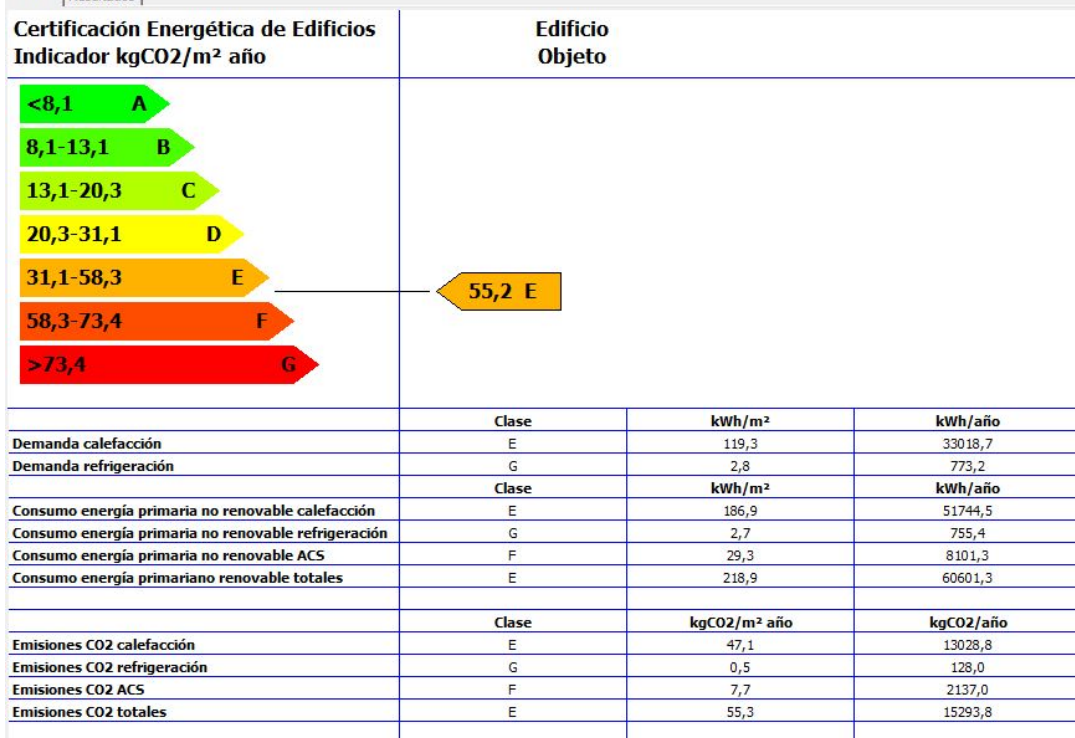 Certificación Energética de Edificios
Indicador kgCO2/m² año
Edificio
Objeto
<8,1 A
8,1-13,1 B
13,1-20,3 C
20,3-31,1 D
31,1-58,3 E
55,2 E
58,3-73,4 F
>73,4 G
Clase kWh/m² kWh/año
Demanda calefacción E 119,3 33018,7
Demanda refrigeración G 2,8 773,2
Clase kWh/m² kWh/año
Consumo energía primaria no renovable calefacción E 186,9 51744,5
Consumo energía primaria no renovable refrigeración G 2,7 755,4
Consumo energía primaria no renovable ACS F 29,3 8101,3
Consumo energía primariano renovable totales E 218,9 60601,3
Clase kgCO2/m² año kgCO2/año
Emisiones CO2 calefacción E 47,1 13028,8
Emisiones CO2 refrigeración G 0,5 128,0
Emisiones CO2 ACS F 7,7 2137,0
Emisiones CO2 totales E 55,3 15293,8